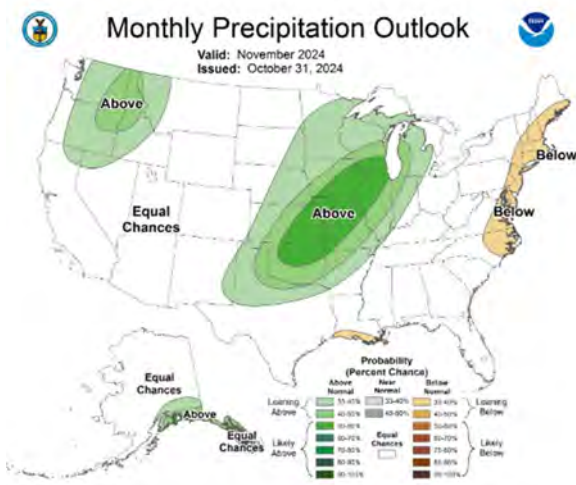 Monthly Precipitation Outlook
Valid: November 2024
Issued: October 31, 2024
Above
Equal
Chances
Above
Below
Below
Equal
Chances
Above
Equal
Chances
Probability
(Percent Chance)
Above
Normal
Near
Normal
Below
Normal
Leaning
Above
Likely
Above
33-40%
40-50%
50-60%
60-70%
70-80%
80-90%
90-100%
33-40%
40-50%
Equal
Chances
33-40%
40-50%
50-60%
60-70%
70-80%
80-90%
90-100%
Leaning
Below
Likely
Below